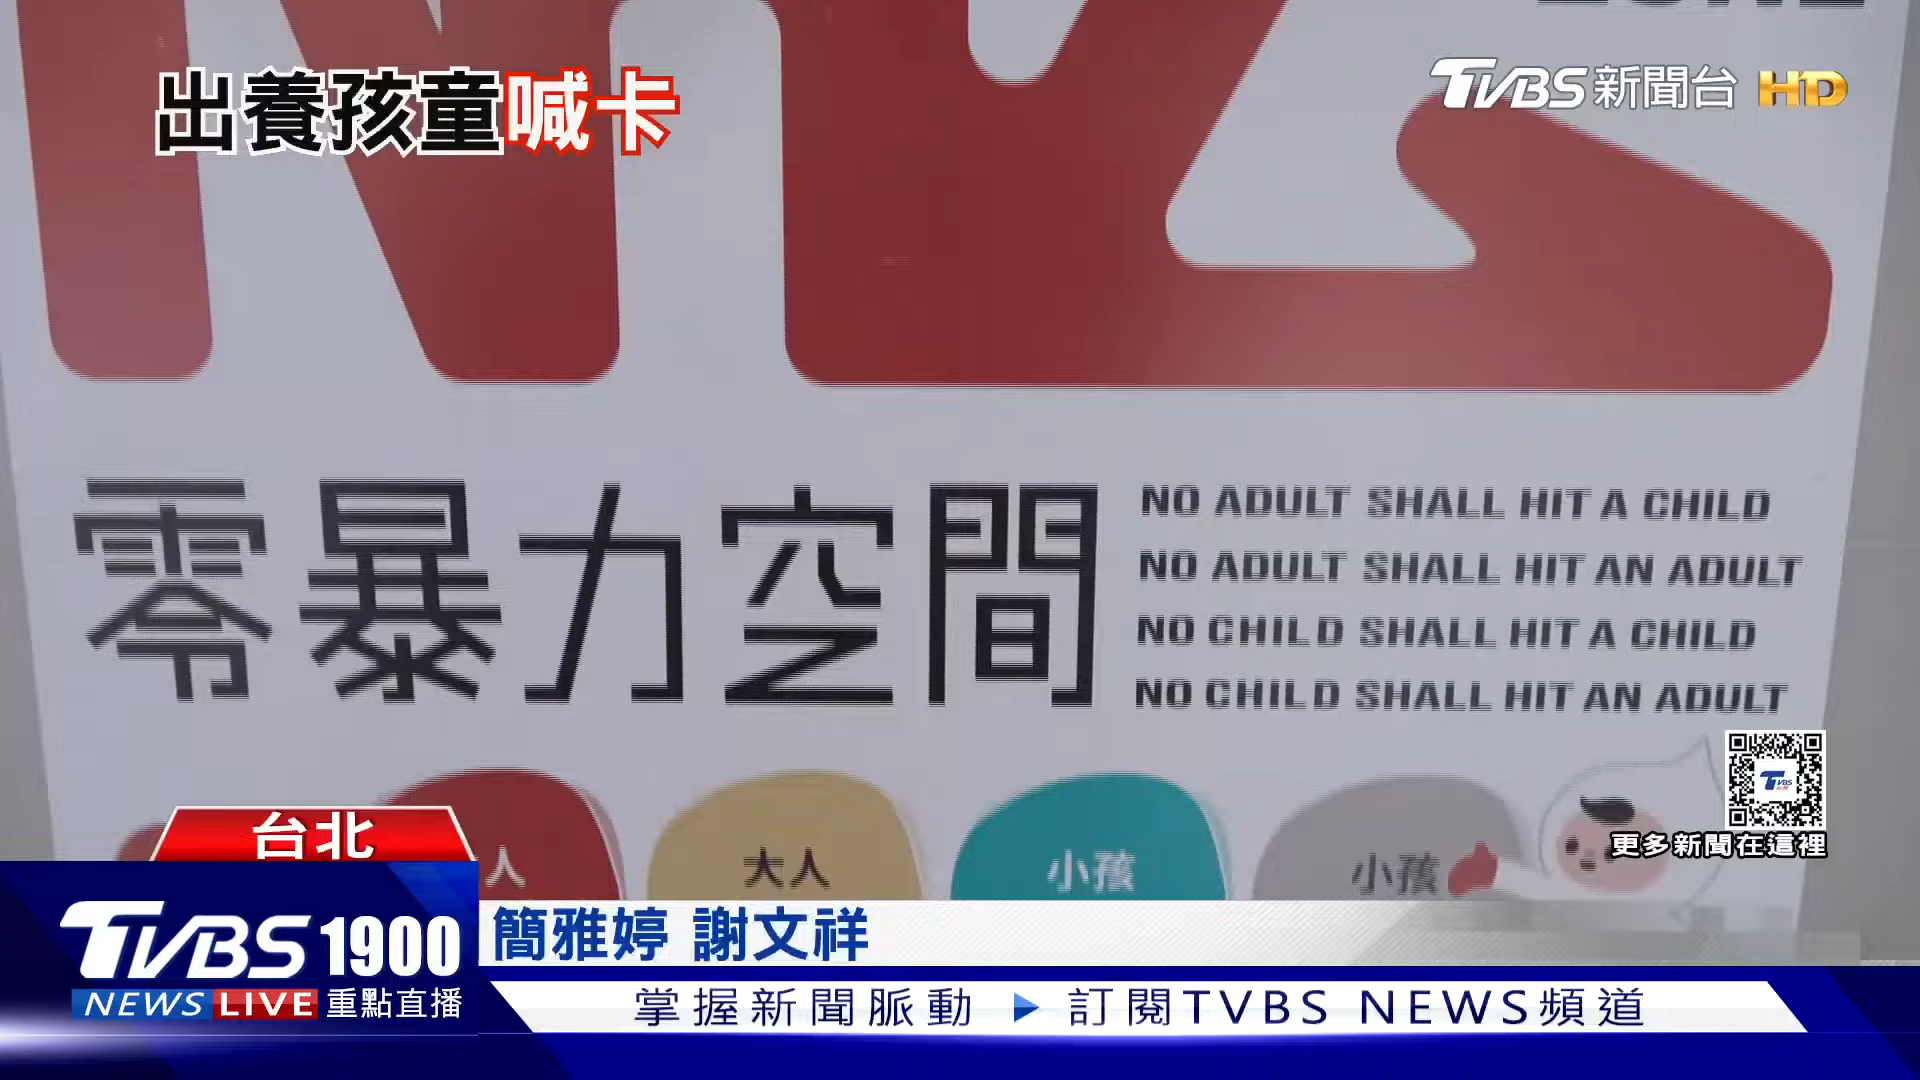 出養孩童喊卡
TVBS新聞台 HD
零暴力空間
NO ADULT SHALL HIT A CHILD
NO ADULT SHALL HIT AN ADULT
NO CHILD SHALL HIT A CHILD
NO CHILD SHALL HIT AN ADULT
人
大人
小孩
小孩
TVBS
更多新聞在這裡
台北
TVBS 1900
NEWS LIVE 重點直播
簡雅婷 謝文祥
掌握新聞脈動 ▶ 訂閱TVBS NEWS頻道